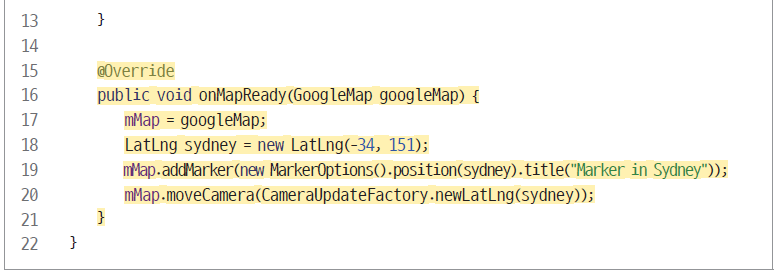 13 }
14
15 @Override
16 public void onMapReady(GoogleMap googleMap) {
17 mMap = googleMap;
18 LatLng sydney = new LatLng(-34, 151);
19 mMap.addMarker(new MarkerOptions().position(sydney).title("Marker in Sydney"));
20 mMap.moveCamera(CameraUpdateFactory.newLatLng(sydney));
21 }
22 }